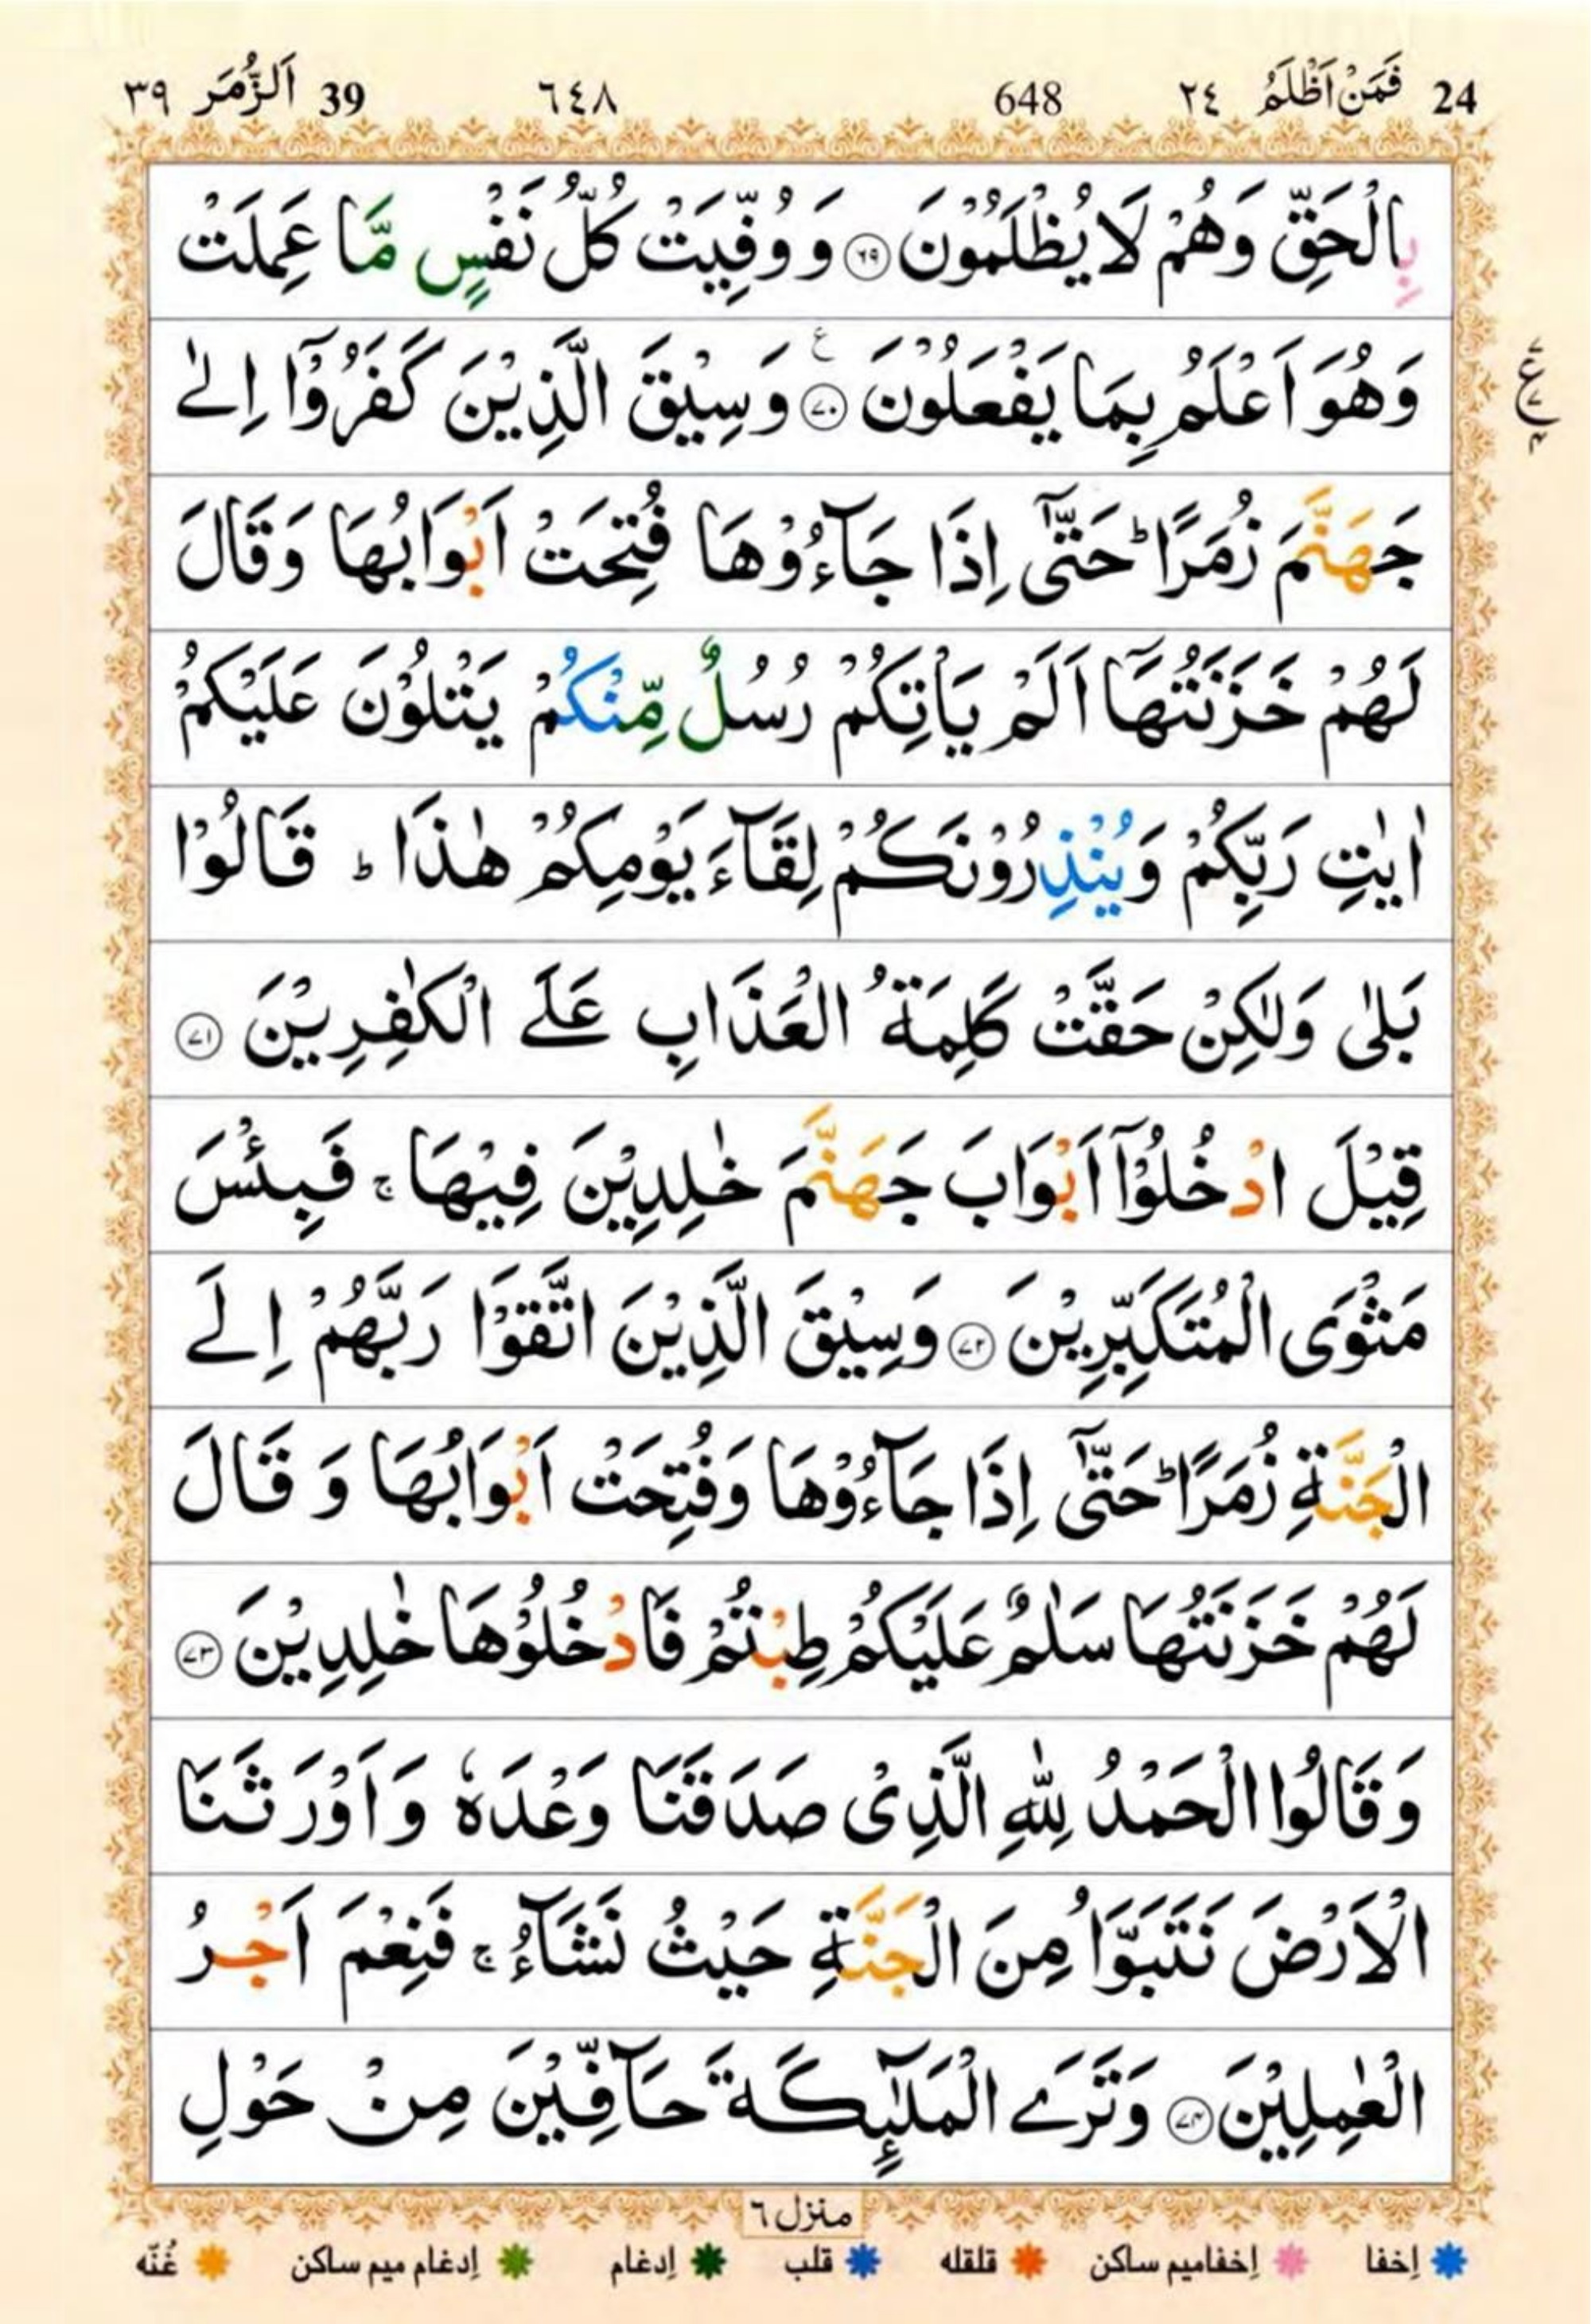 24 فَمَنْ اَظْلَمُ ٢٤ 648 ٦٤٨ 39 اَلزُّمَر ٣٩
بِالْحَقِّ وَهُمْ لَا يُظْلَمُوْنَ ٦٩ وَ وُفِّيَتْ كُلُّ نَفْسٍ مَّا عَمِلَتْ
وَهُوَ اَعْلَمُ بِمَا يَفْعَلُوْنَ ٧٠ ع وَ سِيْقَ الَّذِيْنَ كَفَرُوْٓا اِلٰى
ع ٧ ٤
جَهَنَّمَ زُمَرًا ؕ حَتّٰٓى اِذَا جَآءُوْهَا فُتِحَتْ اَبْوَابُهَا وَقَالَ
لَهُمْ خَزَنَتُهَآ اَلَمْ يَاْتِكُمْ رُسُلٌ مِّنْكُمْ يَتْلُوْنَ عَلَيْكُمْ
اٰيٰتِ رَبِّكُمْ وَيُنْذِرُوْنَكُمْ لِقَآءَ يَوْمِكُمْ هٰذَا ؕ قَالُوْا
بَلٰى وَلٰكِنْ حَقَّتْ كَلِمَةُ الْعَذَابِ عَلَى الْكٰفِرِيْنَ ٧١
قِيْلَ ادْخُلُوْٓا اَبْوَابَ جَهَنَّمَ خٰلِدِيْنَ فِيْهَا ۚ فَبِئْسَ
مَثْوَى الْمُتَكَبِّرِيْنَ ٧٢ وَسِيْقَ الَّذِيْنَ اتَّقَوْا رَبَّهُمْ اِلَى
الْجَنَّةِ زُمَرًا ؕ حَتّٰٓى اِذَا جَآءُوْهَا وَفُتِحَتْ اَبْوَابُهَا وَ قَالَ
لَهُمْ خَزَنَتُهَا سَلٰمٌ عَلَيْكُمْ طِبْتُمْ فَادْخُلُوْهَا خٰلِدِيْنَ ٧٣
وَ قَالُوا الْحَمْدُ لِلّٰهِ الَّذِىْ صَدَقَنَا وَعْدَهٗ وَ اَوْرَثَنَا
الْاَرْضَ نَتَبَوَّاُ مِنَ الْجَنَّةِ حَيْثُ نَشَآءُ ۚ فَنِعْمَ اَجْرُ
الْعٰمِلِيْنَ ٧٤ وَتَرَى الْمَلٰٓئِكَةَ حَآفِّيْنَ مِنْ حَوْلِ
منزل ٦
اِخفا اِخفامیم ساکن قلقله قلب اِدغام اِدغام میم ساکن غُنّه